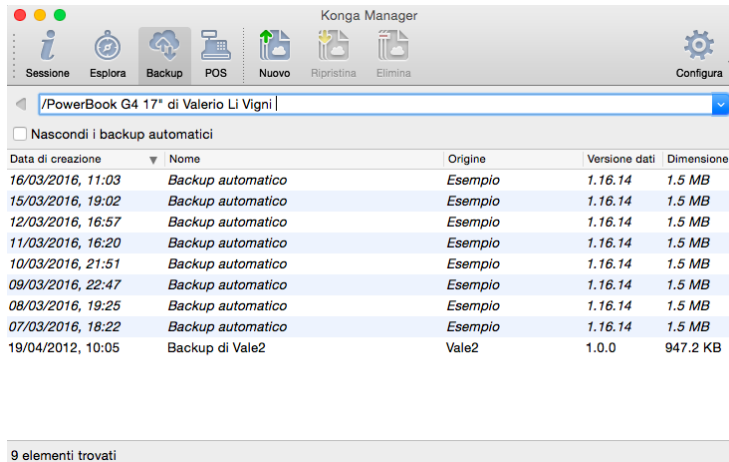 Konga Manager
Sessione Esplora Backup POS Nuovo Ripristina Elimina Configura
/PowerBook G4 17" di Valerio Li Vigni
Nascondi i backup automatici
Data di creazione Nome Origine Versione dati Dimensione
16/03/2016, 11:03 Backup automatico Esempio 1.16.14 1.5 MB
15/03/2016, 19:02 Backup automatico Esempio 1.16.14 1.5 MB
12/03/2016, 16:57 Backup automatico Esempio 1.16.14 1.5 MB
11/03/2016, 16:20 Backup automatico Esempio 1.16.14 1.5 MB
10/03/2016, 21:51 Backup automatico Esempio 1.16.14 1.5 MB
09/03/2016, 22:47 Backup automatico Esempio 1.16.14 1.5 MB
08/03/2016, 19:25 Backup automatico Esempio 1.16.14 1.5 MB
07/03/2016, 18:22 Backup automatico Esempio 1.16.14 1.5 MB
19/04/2012, 10:05 Backup di Vale2 Vale2 1.0.0 947.2 KB
9 elementi trovati